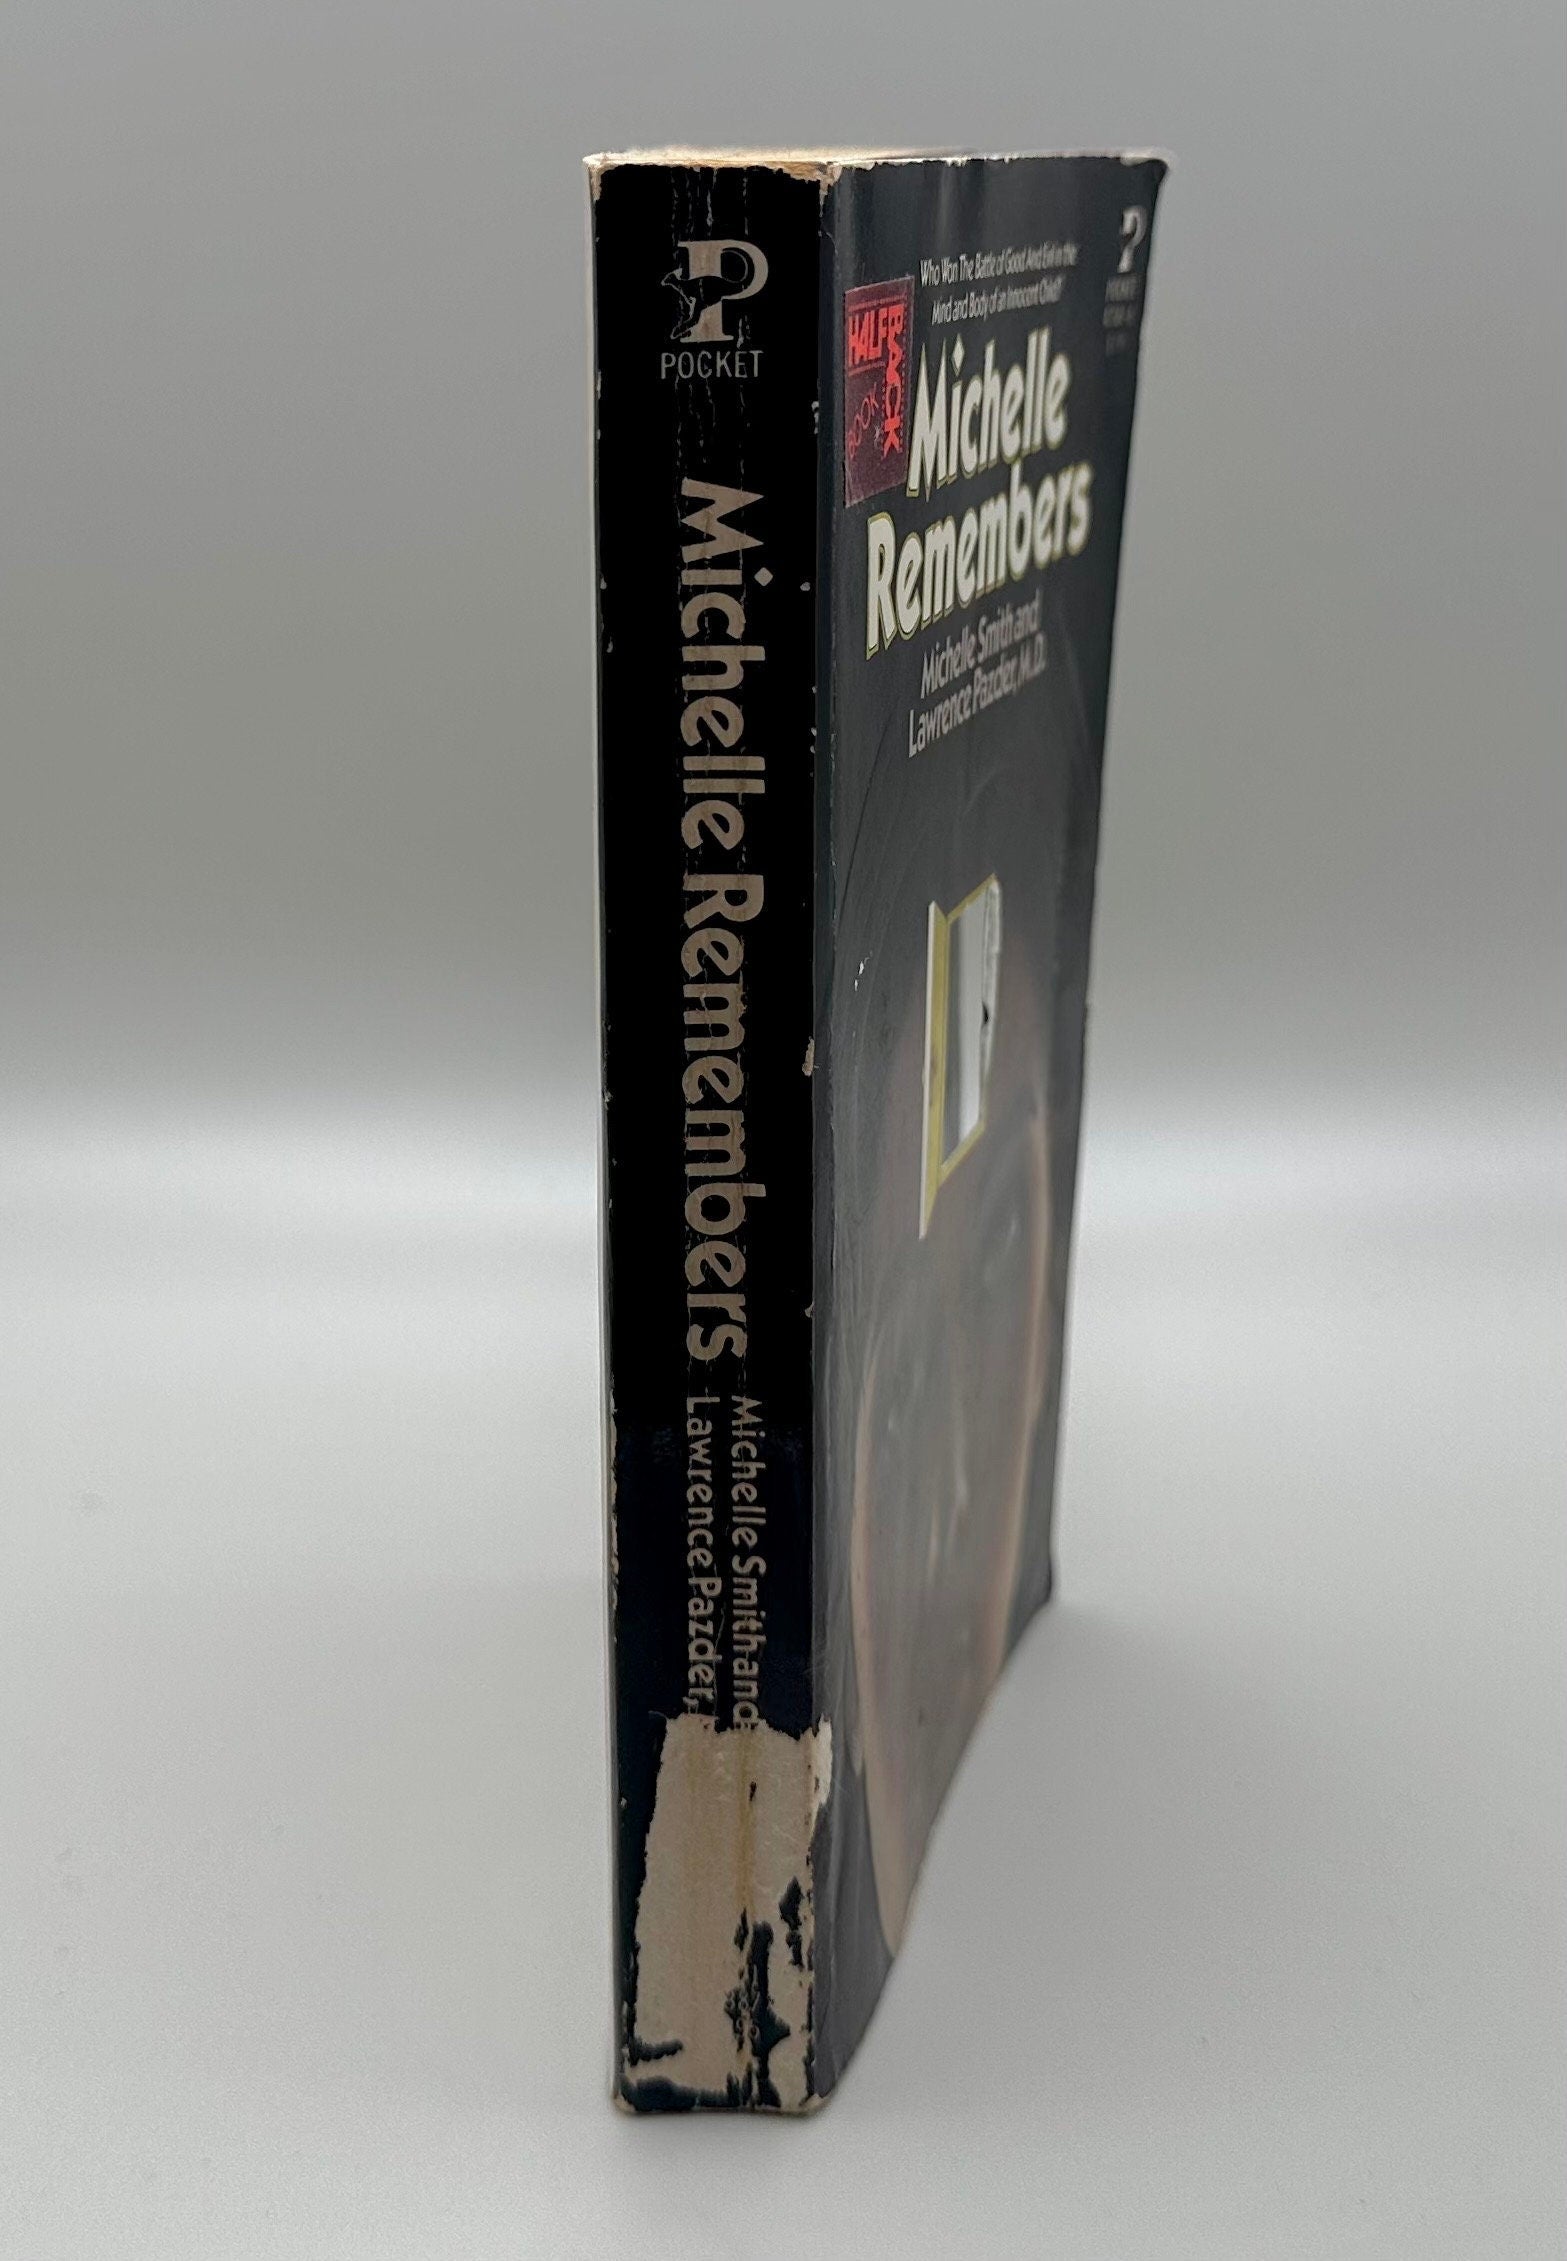 POCKET
Michelle Remembers
Michelle Smith and
Lawrence Pazder,
Who Won The Battle of Good And Evil in the
Mind and Body of an Innocent Child?
HALF
BACK
BOOK
Michelle
Remembers
Michelle Smith and
Lawrence Pazder, M.D.
POCKET